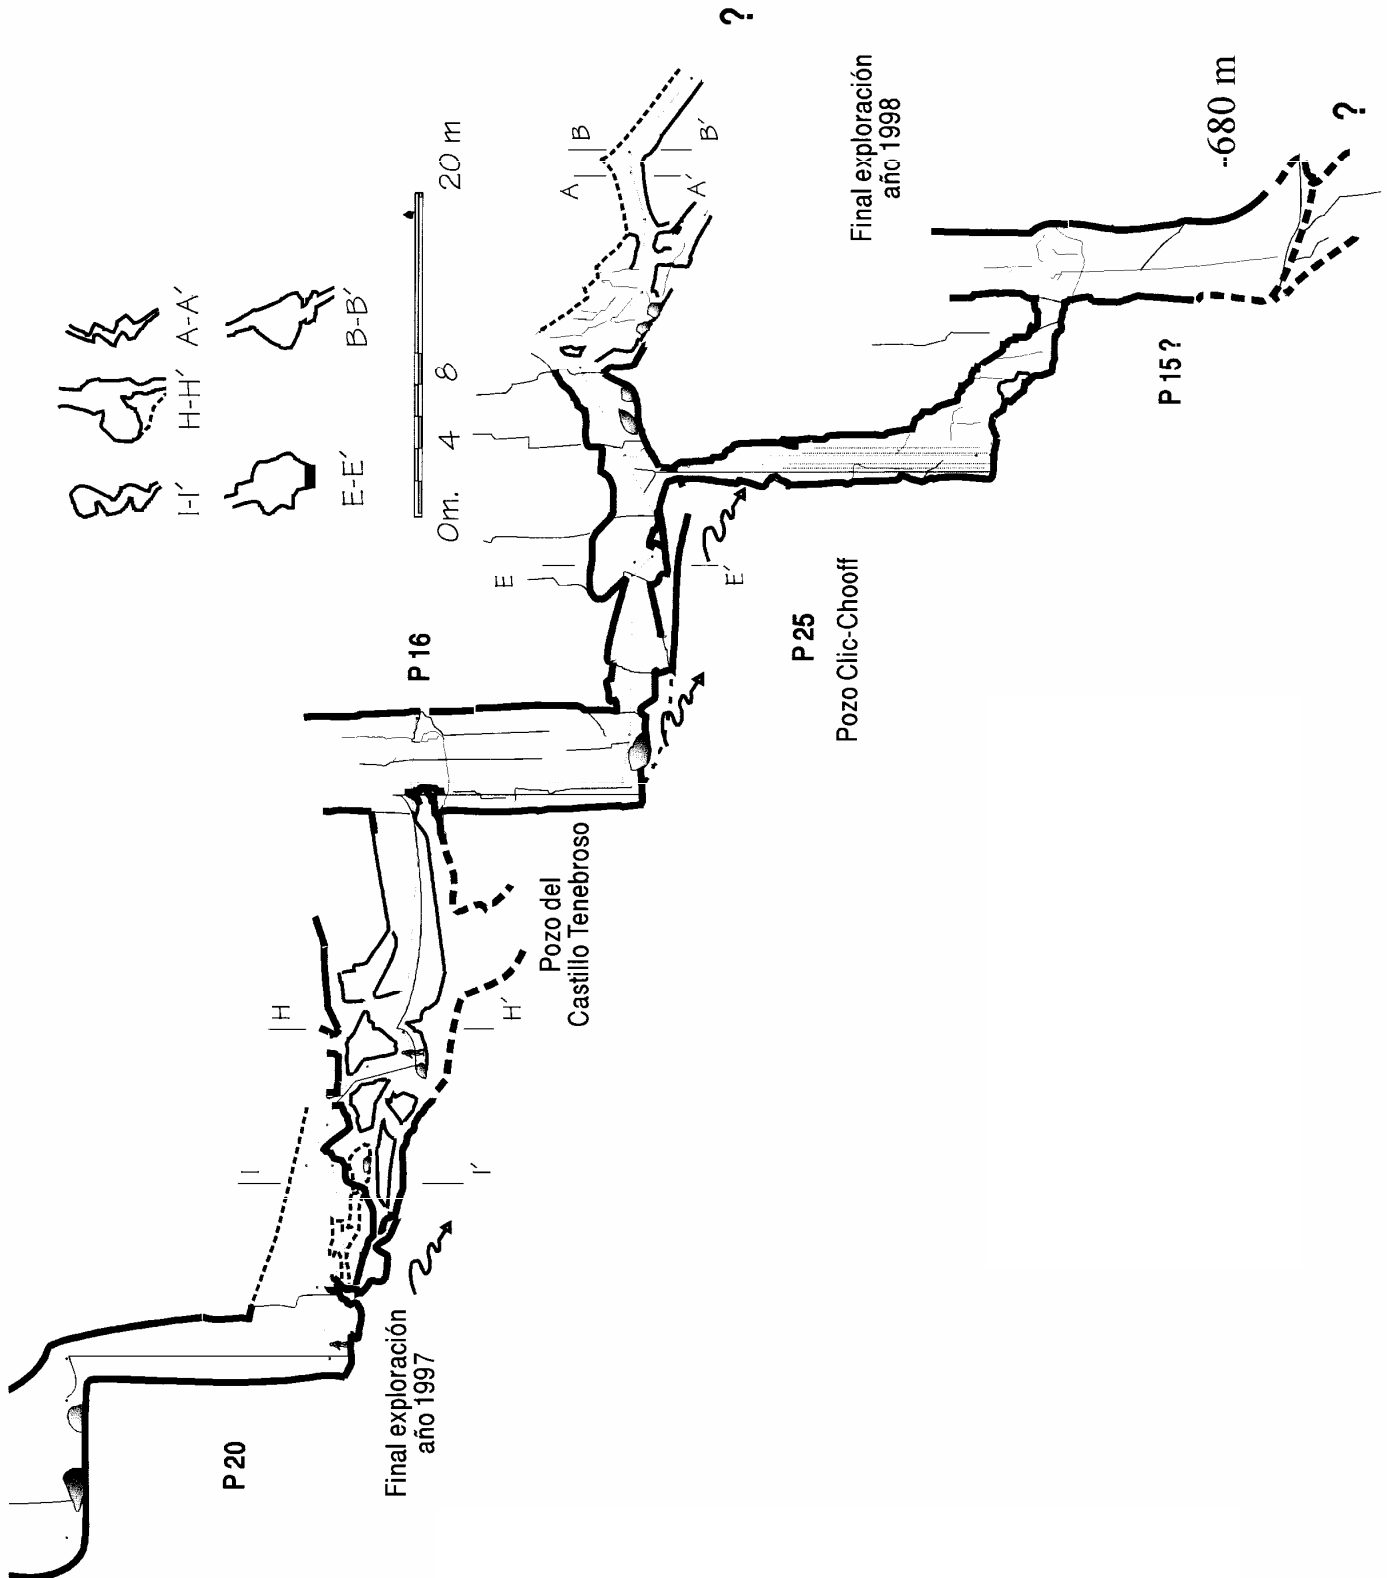 I-I'
H-H'
A-A'
E-E'
B-B'
0m. 4 8 20 m
P 20
Final exploración
año 1997
I
I'
H
H'
Pozo del
Castillo Tenebroso
P 16
E
E'
P 25
Pozo Clic-Chooff
A
A'
B
B'
?
Final exploración
año 1998
P 15 ?
-680 m
?